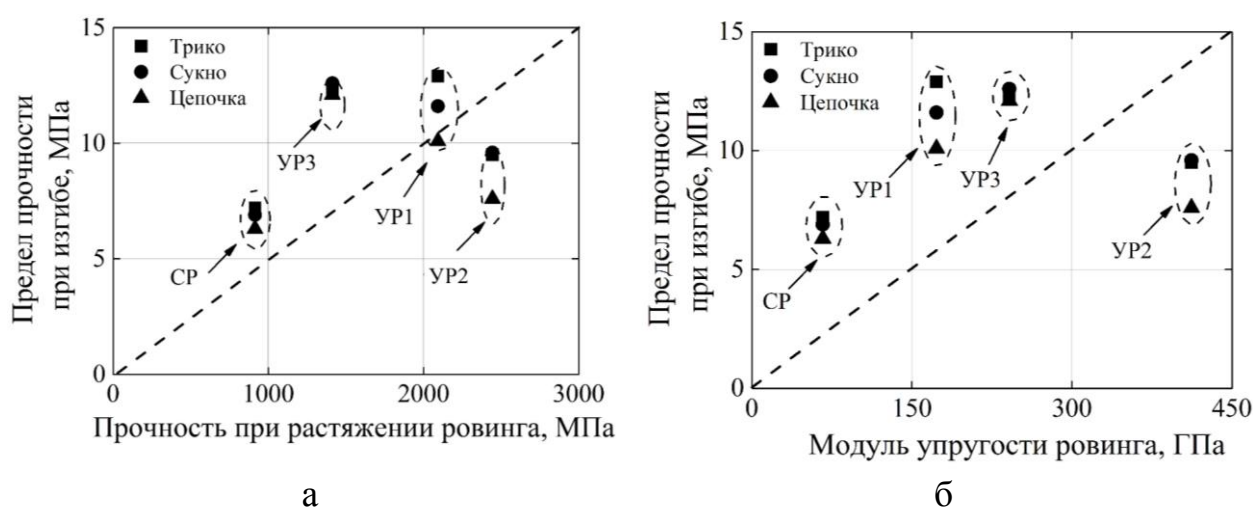 Предел прочности
при изгибе, МПа
15
10
5
0
Трико
Сукно
Цепочка
УР3
УР1
УР2
СР
0 1000 2000 3000
Прочность при растяжении ровинга, МПа
а
Предел прочности
при изгибе, МПа
15
10
5
0
Трико
Сукно
Цепочка
УР1
УР3
УР2
СР
0 150 300 450
Модуль упругости ровинга, ГПа
б